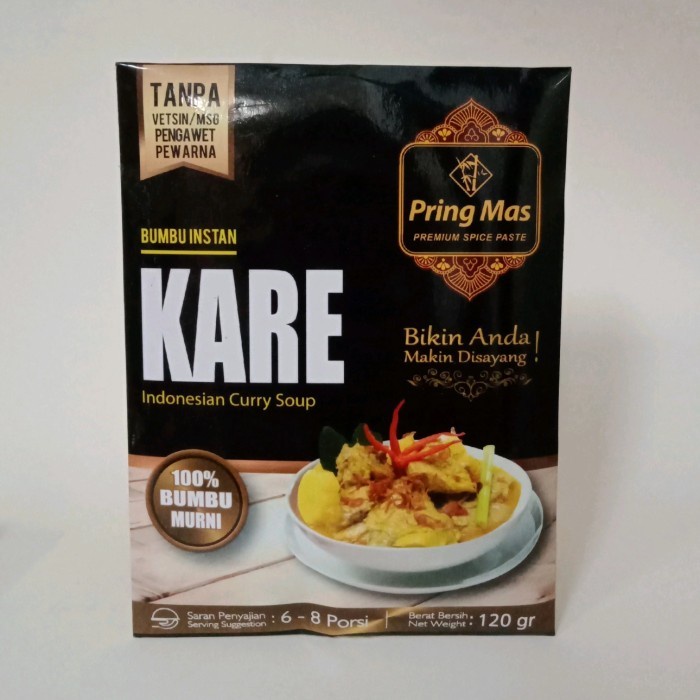 TANPA
VETSIN/MSG
PENGAWET
PEWARNA
Pring Mas
PREMIUM SPICE PASTE
BUMBU INSTAN
KARE
Indonesian Curry Soup
Bikin Anda
Makin Disayang !
100%
BUMBU
MURNI
Saran Penyajian
Serving Suggestion : 6 - 8 Porsi
Berat Bersih
Net Weight : 120 gr